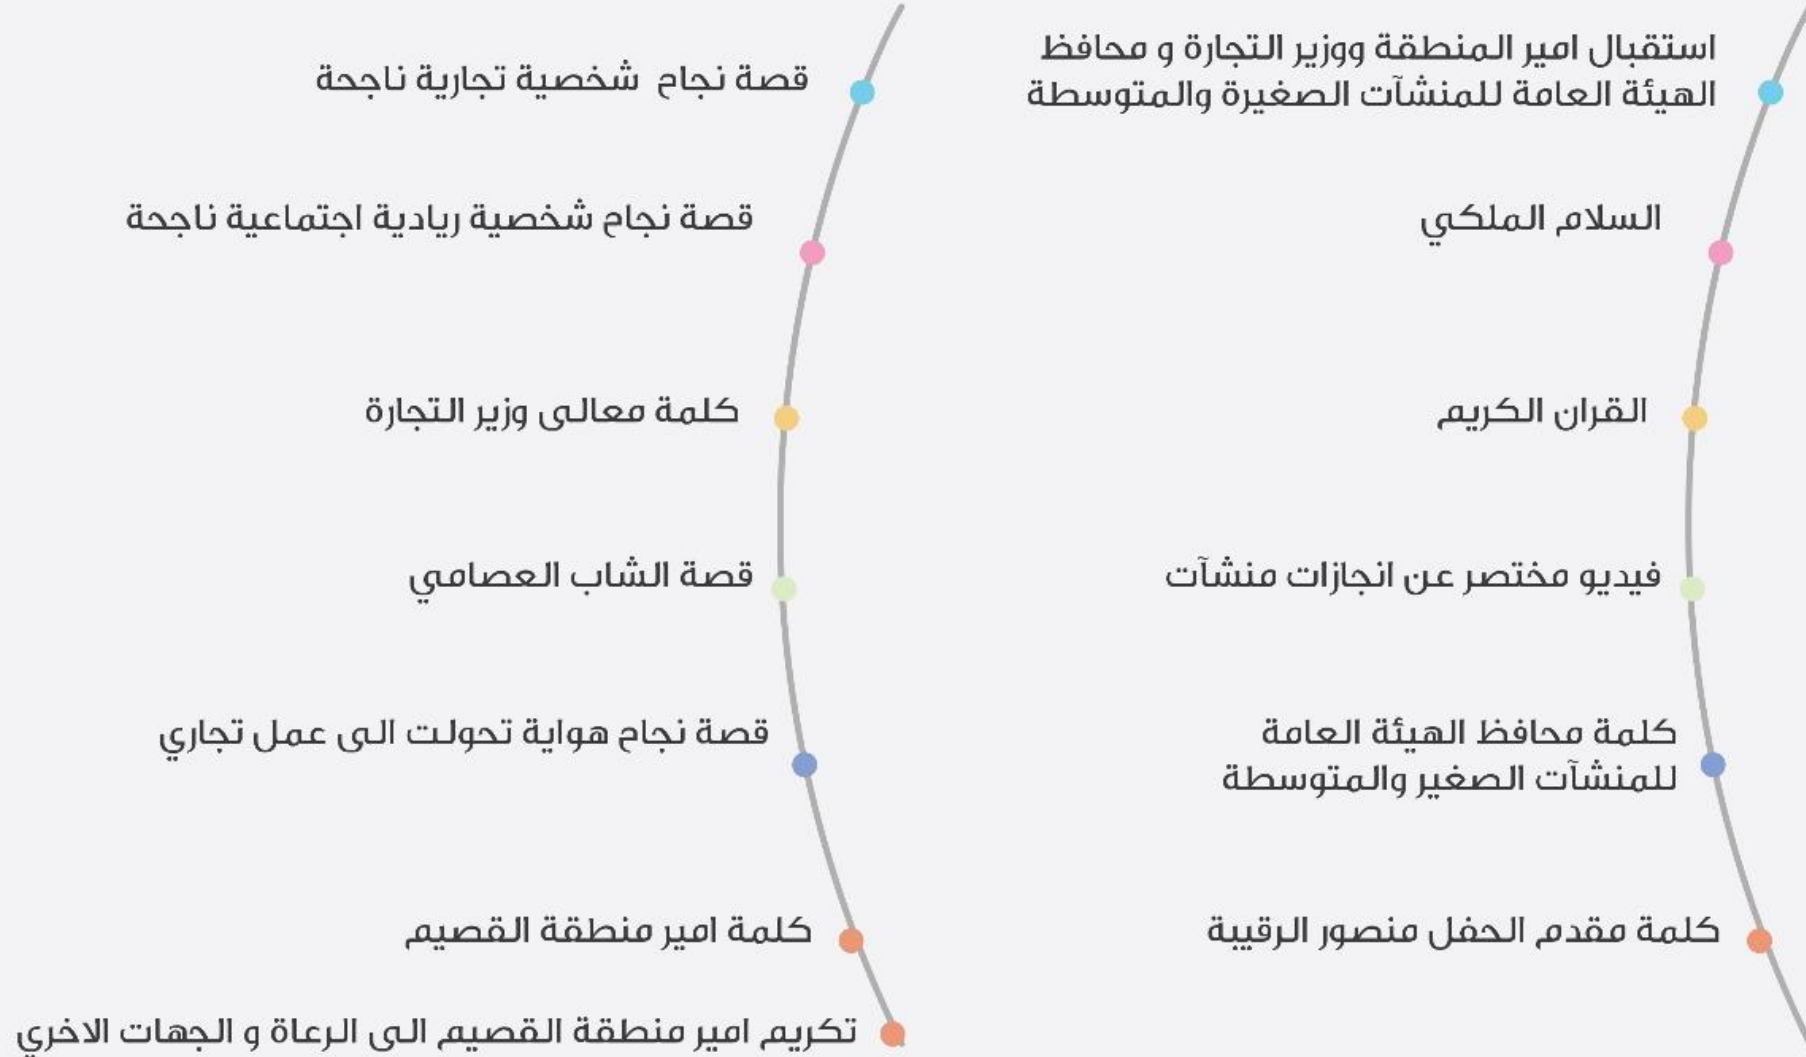 استقبال امير المنطقة ووزير التجارة و محافظ
الهيئة العامة للمنشآت الصغيرة والمتوسطة
السلام الملكي
القران الكريم
فيديو مختصر عن انجازات منشآت
كلمة محافظ الهيئة العامة
للمنشآت الصغير والمتوسطة
كلمة مقدم الحفل منصور الرقيبة
قصة نجاح شخصية تجارية ناجحة
قصة نجاح شخصية ريادية اجتماعية ناجحة
كلمة معالى وزير التجارة
قصة الشاب العصامي
قصة نجاح هواية تحولت الى عمل تجاري
كلمة امير منطقة القصيم
تكريم امير منطقة القصيم الى الرعاة و الجهات الاخري